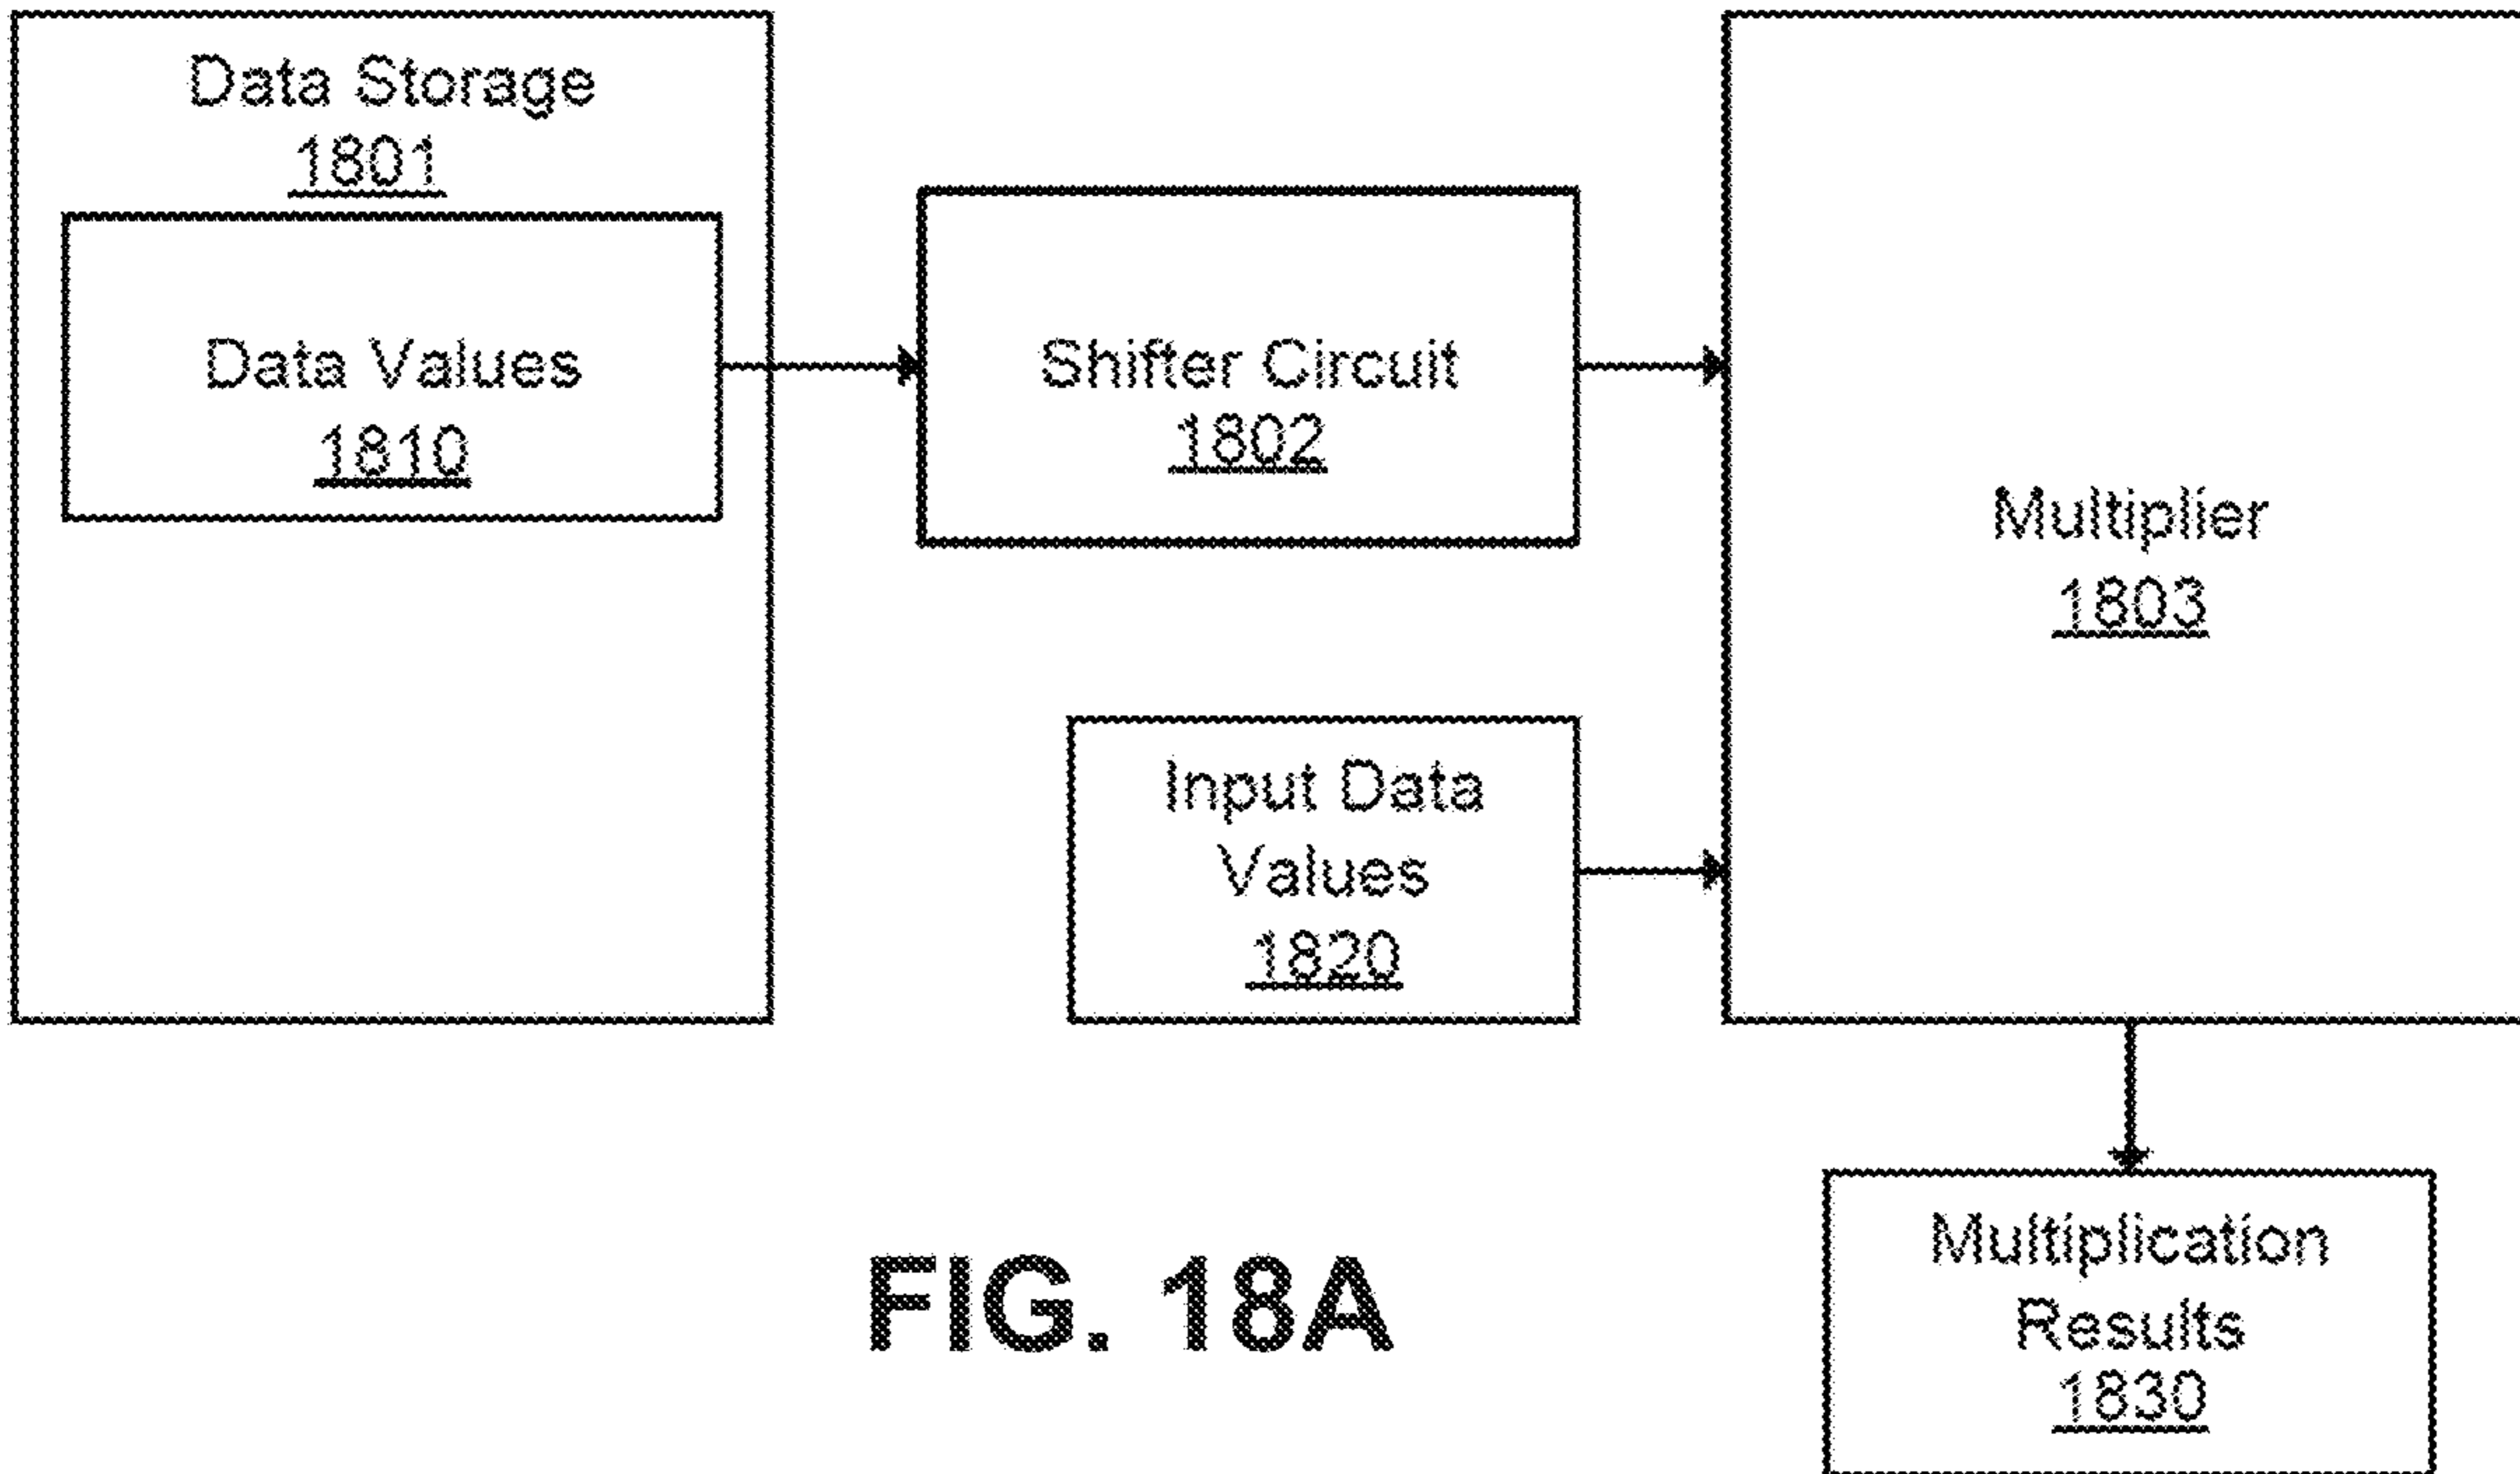 Data Storage
1801
Data Values
1810
Shifter Circuit
1802
Input Data
Values
1820
Multiplier
1803
Multiplication
Results
1830
FIG. 18A